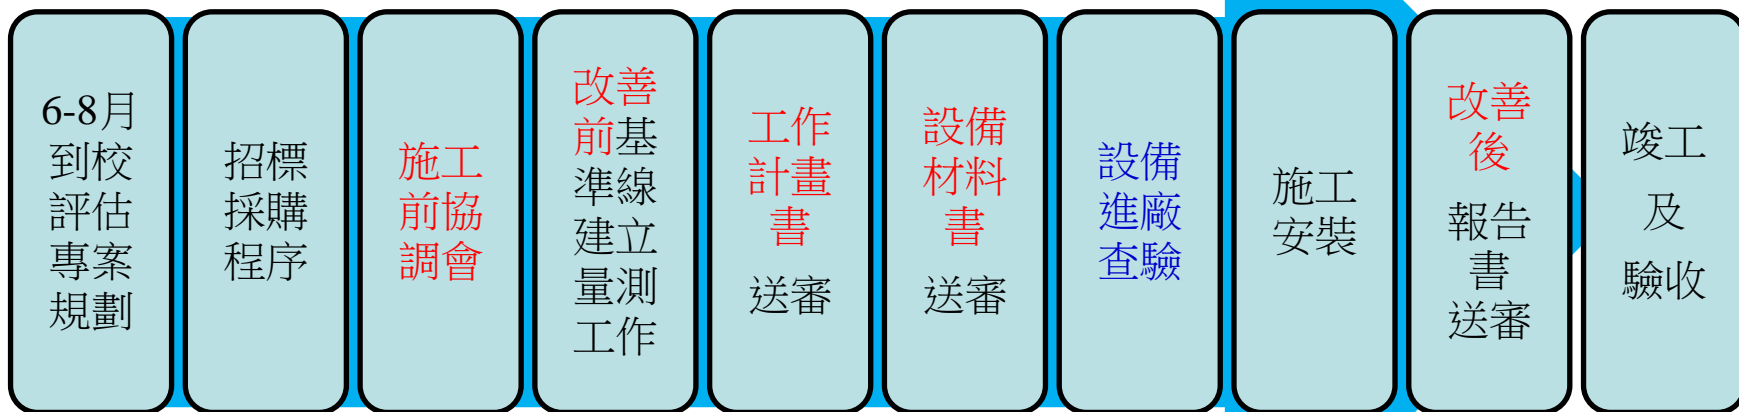 6-8月
到校
評估
專案
規劃
招標
採購
程序
施工
前協
調會
改善
前基
準線
建立
量測
工作
工作
計畫
書
送審
設備
材料
書
送審
設備
進廠
查驗
施工
安裝
改善
後
報告
書
送審
竣工
及
驗收